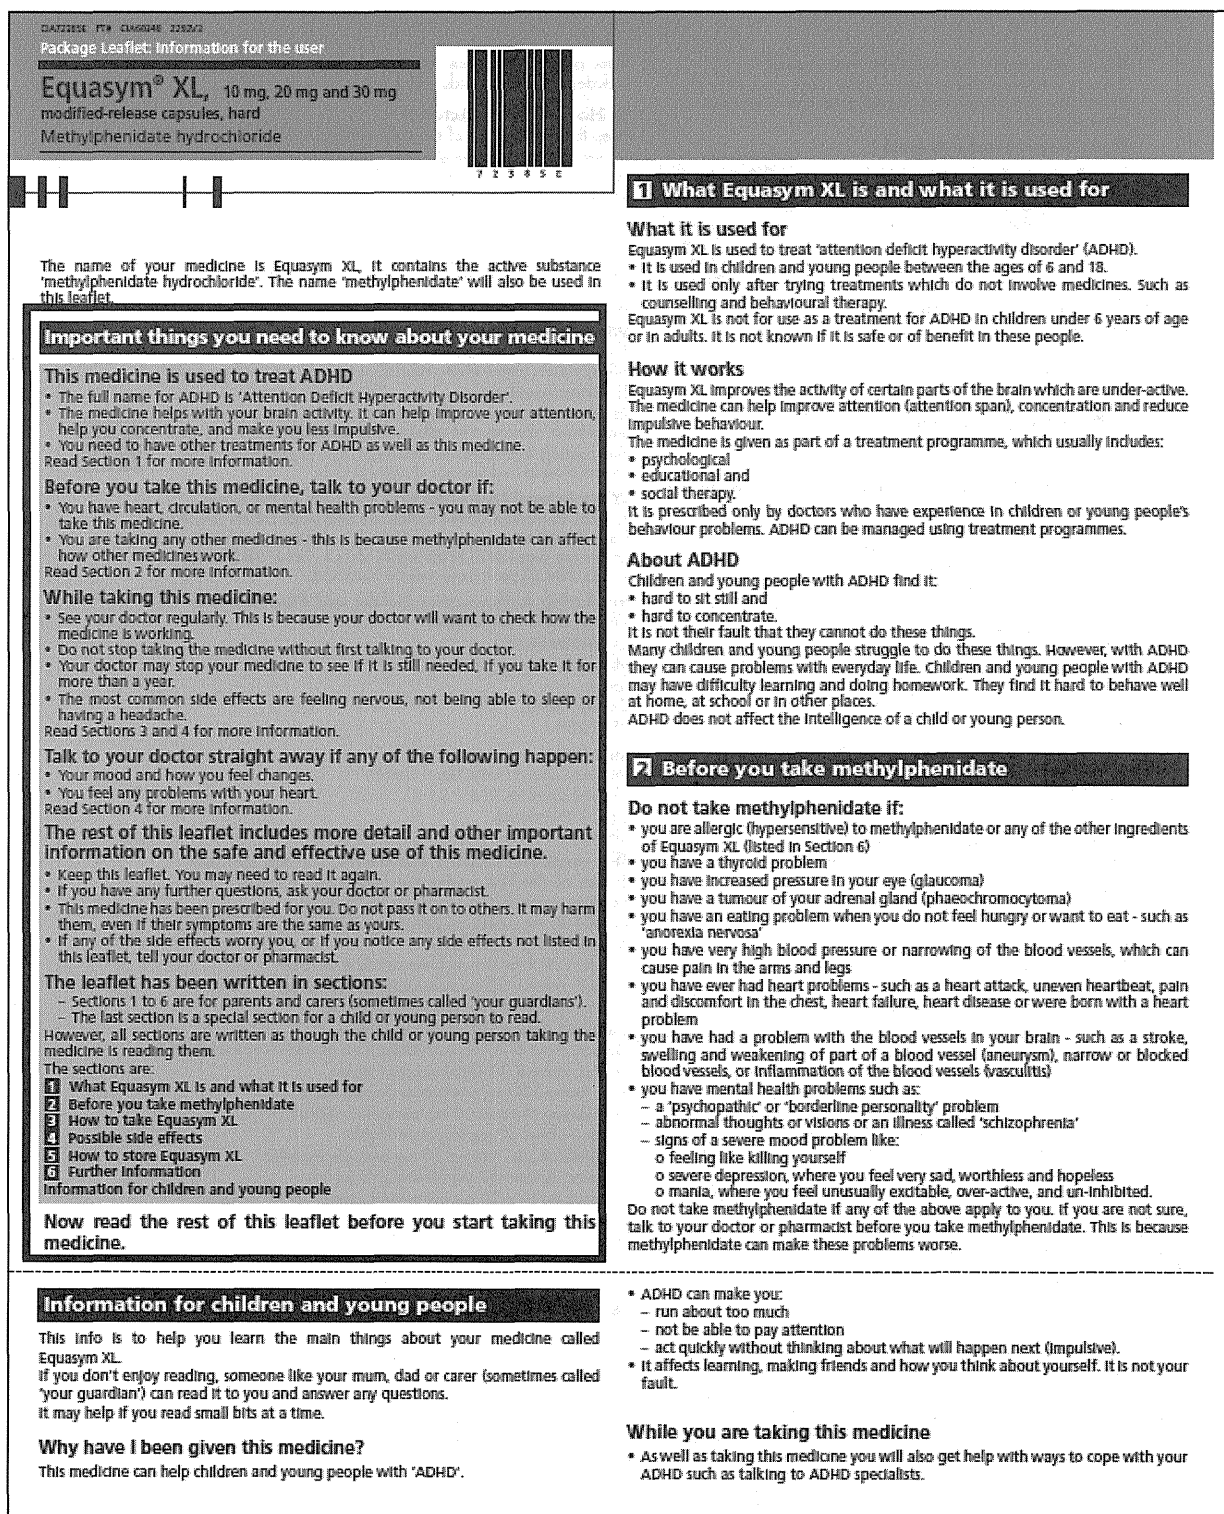 Package Leaflet: Information for the user
Equasym® XL, 10 mg, 20 mg and 30 mg
modified-release capsules, hard
Methylphenidate hydrochloride
7 2 3 8 5 E
The name of your medicine is Equasym XL, it contains the active substance
'methylphenidate hydrochloride'. The name 'methylphenidate' will also be used in
this leaflet.
Important things you need to know about your medicine
This medicine is used to treat ADHD
• The full name for ADHD is 'Attention Deficit Hyperactivity Disorder'.
• The medicine helps with your brain activity. It can help improve your attention,
help you concentrate, and make you less impulsive.
• You need to have other treatments for ADHD as well as this medicine.
Read Section 1 for more information.
Before you take this medicine, talk to your doctor if:
• You have heart, circulation, or mental health problems - you may not be able to
take this medicine.
• You are taking any other medicines - this is because methylphenidate can affect
how other medicines work.
Read Section 2 for more information.
While taking this medicine:
• See your doctor regularly. This is because your doctor will want to check how the
medicine is working.
• Do not stop taking the medicine without first talking to your doctor.
• Your doctor may stop your medicine to see if it is still needed, if you take it for
more than a year.
• The most common side effects are feeling nervous, not being able to sleep or
having a headache.
Read Sections 3 and 4 for more information.
Talk to your doctor straight away if any of the following happen:
• Your mood and how you feel changes.
• You feel any problems with your heart.
Read Section 4 for more information.
The rest of this leaflet includes more detail and other important
information on the safe and effective use of this medicine.
• Keep this leaflet. You may need to read it again.
• If you have any further questions, ask your doctor or pharmacist.
• This medicine has been prescribed for you. Do not pass it on to others. It may harm
them, even if their symptoms are the same as yours.
• If any of the side effects worry you, or if you notice any side effects not listed in
this leaflet, tell your doctor or pharmacist.
The leaflet has been written in sections:
– Sections 1 to 6 are for parents and carers (sometimes called 'your guardians').
– The last section is a special section for a child or young person to read.
However, all sections are written as though the child or young person taking the
medicine is reading them.
The sections are:
1 What Equasym XL is and what it is used for
2 Before you take methylphenidate
3 How to take Equasym XL
4 Possible side effects
5 How to store Equasym XL
6 Further information
Information for children and young people
Now read the rest of this leaflet before you start taking this
medicine.
1 What Equasym XL is and what it is used for
What it is used for
Equasym XL is used to treat 'attention deficit hyperactivity disorder' (ADHD).
• it is used in children and young people between the ages of 6 and 18.
• it is used only after trying treatments which do not involve medicines. Such as
counselling and behavioural therapy.
Equasym XL is not for use as a treatment for ADHD in children under 6 years of age
or in adults. It is not known if it is safe or of benefit in these people.
How it works
Equasym XL improves the activity of certain parts of the brain which are under-active.
The medicine can help improve attention (attention span), concentration and reduce
impulsive behaviour.
The medicine is given as part of a treatment programme, which usually includes:
• psychological
• educational and
• social therapy.
It is prescribed only by doctors who have experience in children or young people's
behaviour problems. ADHD can be managed using treatment programmes.
About ADHD
Children and young people with ADHD find it:
• hard to sit still and
• hard to concentrate.
It is not their fault that they cannot do these things.
Many children and young people struggle to do these things. However, with ADHD
they can cause problems with everyday life. Children and young people with ADHD
may have difficulty learning and doing homework. They find it hard to behave well
at home, at school or in other places.
ADHD does not affect the intelligence of a child or young person.
2 Before you take methylphenidate
Do not take methylphenidate if:
• you are allergic (hypersensitive) to methylphenidate or any of the other ingredients
of Equasym XL (listed in Section 6)
• you have a thyroid problem
• you have increased pressure in your eye (glaucoma)
• you have a tumour of your adrenal gland (phaeochromocytoma)
• you have an eating problem when you do not feel hungry or want to eat - such as
'anorexia nervosa'
• you have very high blood pressure or narrowing of the blood vessels, which can
cause pain in the arms and legs
• you have ever had heart problems - such as a heart attack, uneven heartbeat, pain
and discomfort in the chest, heart failure, heart disease or were born with a heart
problem
• you have had a problem with the blood vessels in your brain - such as a stroke,
swelling and weakening of part of a blood vessel (aneurysm), narrow or blocked
blood vessels, or inflammation of the blood vessels (vasculitis)
• you have mental health problems such as:
– a 'psychopathic' or 'borderline personality' problem
– abnormal thoughts or visions or an illness called 'schizophrenia'
– signs of a severe mood problem like:
o feeling like killing yourself
o severe depression, where you feel very sad, worthless and hopeless
o mania, where you feel unusually excitable, over-active, and un-inhibited.
Do not take methylphenidate if any of the above apply to you. If you are not sure,
talk to your doctor or pharmacist before you take methylphenidate. This is because
methylphenidate can make these problems worse.
Information for children and young people
This info is to help you learn the main things about your medicine called
Equasym XL.
If you don't enjoy reading, someone like your mum, dad or carer (sometimes called
'your guardian') can read it to you and answer any questions.
It may help if you read small bits at a time.
Why have I been given this medicine?
This medicine can help children and young people with 'ADHD'.
• ADHD can make you:
– run about too much
– not be able to pay attention
– act quickly without thinking about what will happen next (impulsive).
• It affects learning, making friends and how you think about yourself. It is not your
fault.
While you are taking this medicine
• As well as taking this medicine you will also get help with ways to cope with your
ADHD such as talking to ADHD specialists.